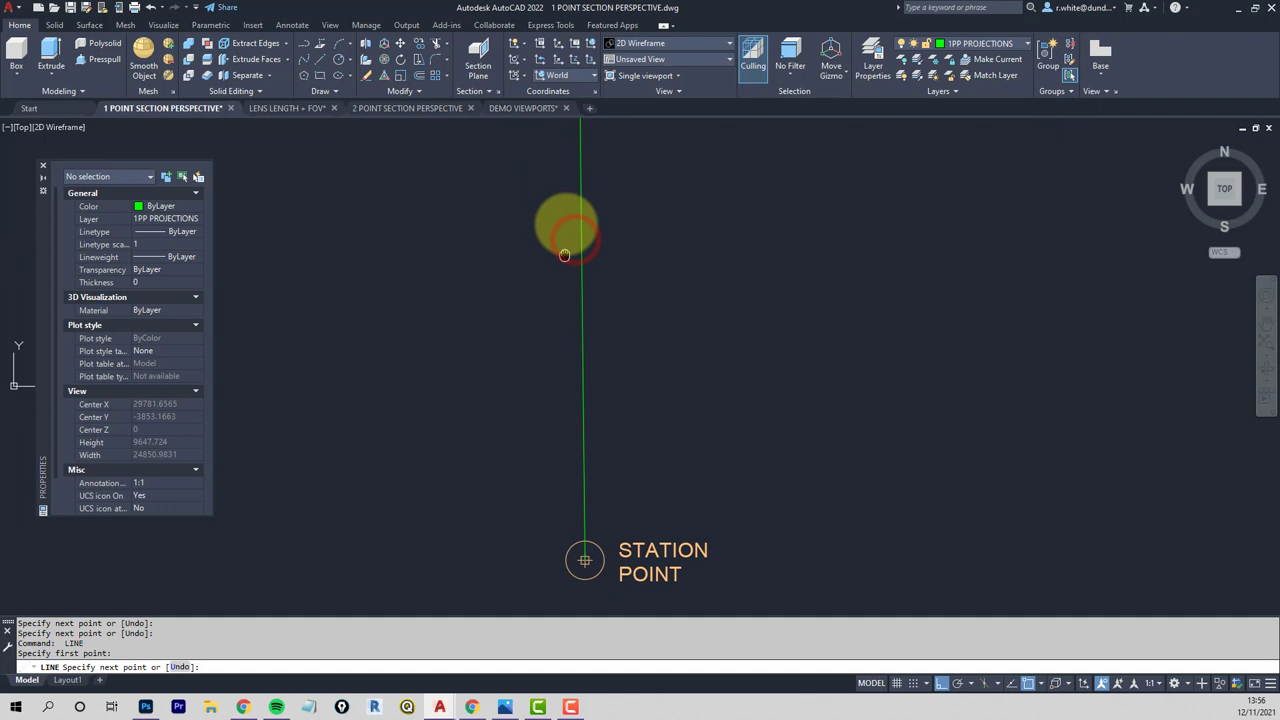 Share
Autodesk AutoCAD 2022 1 POINT SECTION PERSPECTIVE.dwg
Type a keyword or phrase
r.white@dund...
Home Solid Surface Mesh Visualize Parametric Insert Annotate View Manage Output Add-ins Collaborate Express Tools Featured Apps
Box Extrude Polysolid Presspull Smooth Object Extract Edges Extrude Faces Separate Section Plane World 2D Wireframe Unsaved View Single viewport Culling No Filter Move Gizmo Layer Properties 1PP PROJECTIONS Make Current Match Layer Group Base
Modeling Mesh Solid Editing Draw Modify Section Coordinates View Selection Layers Groups View
Start 1 POINT SECTION PERSPECTIVE* LENS LENGTH + FOV* 2 POINT SECTION PERSPECTIVE DEMO VIEWPORTS*
[−][Top][2D Wireframe]
N
W TOP E
S
WCS
No selection
General
Color ByLayer
Layer 1PP PROJECTIONS
Linetype ByLayer
Linetype sca... 1
Lineweight ByLayer
Transparency ByLayer
Thickness 0
3D Visualization
Material ByLayer
Plot style
Plot style ByColor
Plot style ta... None
Plot table at... Model
Plot table ty... Not available
View
Center X 29781.6565
Center Y -3853.1663
Center Z 0
Height 9647.724
Width 24850.9831
Misc
Annotation... 1:1
UCS icon On Yes
UCS icon at... No
PROPERTIES
Y
STATION
POINT
Specify next point or [Undo]:
Specify next point or [Undo]:
Command: LINE
Specify first point:
LINE Specify next point or [Undo]:
Model Layout1 +
MODEL 1:1
13:56
12/11/2021